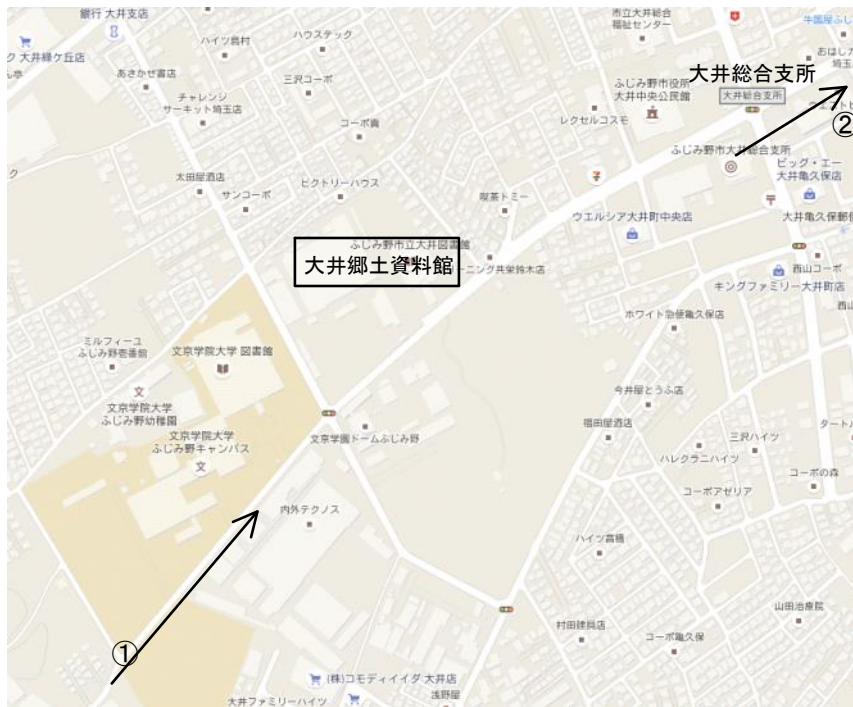 銀行 大井支店
ク 大井緑ケ丘店
ハイツ島村
ハウステック
市立大井総合
福祉センター
牛国屋ふじ
おはしカ
埼玉
あさかぜ書店
三沢コーポ
チャレンジ
サーキット埼玉店
コーポ貴
ふじみ野市役所
大井中央公民館
大井総合支所
大井総合支所
レクセルコスモ
②
ふじみ野市大井総合支所
ビッグ・エー
大井亀久保店
ク
太田屋酒店
サンコーポ
ビクトリーハウス
喫茶トミー
ウエルシア大井町中央店
大井亀久保郵便
ふじみ野市立大井図書館
大井郷土資料館
ーニング共栄鈴木店
西山コーポ
キングファミリー大井町店
西山
ホワイト急便亀久保店
ミルフィーユ
ふじみ野壱番館
文京学院大学 図書館
文
文京学院大学
ふじみ野幼稚園
文京学院大学
ふじみ野キャンパス
文
文京学園ドームふじみ野
今井屋とうふ店
福田屋酒店
三沢ハイツ
タートル
ハレクラニハイツ
コーポの森
コーポアゼリア
内外テクノス
ハイツ高橋
①
村田建具店
コーポ亀久保
山田治療院
(株)コモディイイダ 大井店
大井ファミリーハイツ
浅野屋